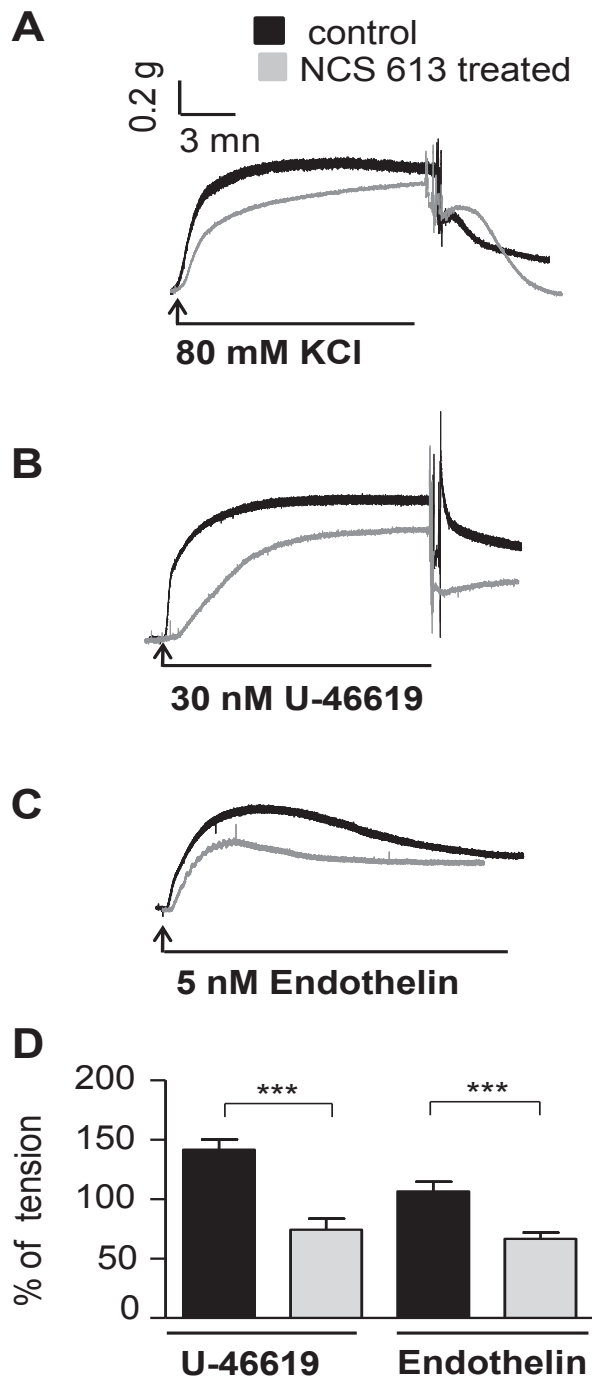 A
control
NCS 613 treated
0.2 g
3 mn
80 mM KCl
B
30 nM U-46619
C
5 nM Endothelin
D
% of tension
200
150
100
50
0
***
***
U-46619
Endothelin